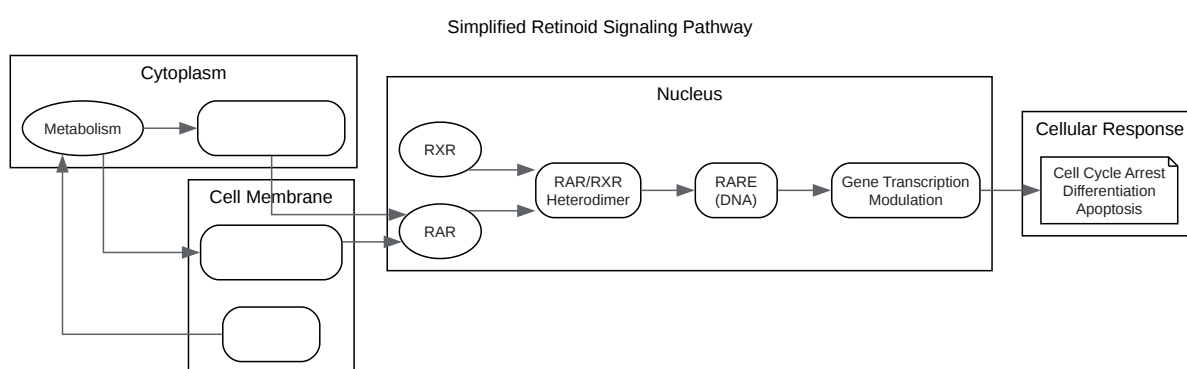 Simplified Retinoid Signaling Pathway
Cytoplasm
Metabolism
Cell Membrane
Nucleus
RXR
RAR
RAR/RXR
Heterodimer
RARE
(DNA)
Gene Transcription
Modulation
Cellular Response
Cell Cycle Arrest
Differentiation
Apoptosis